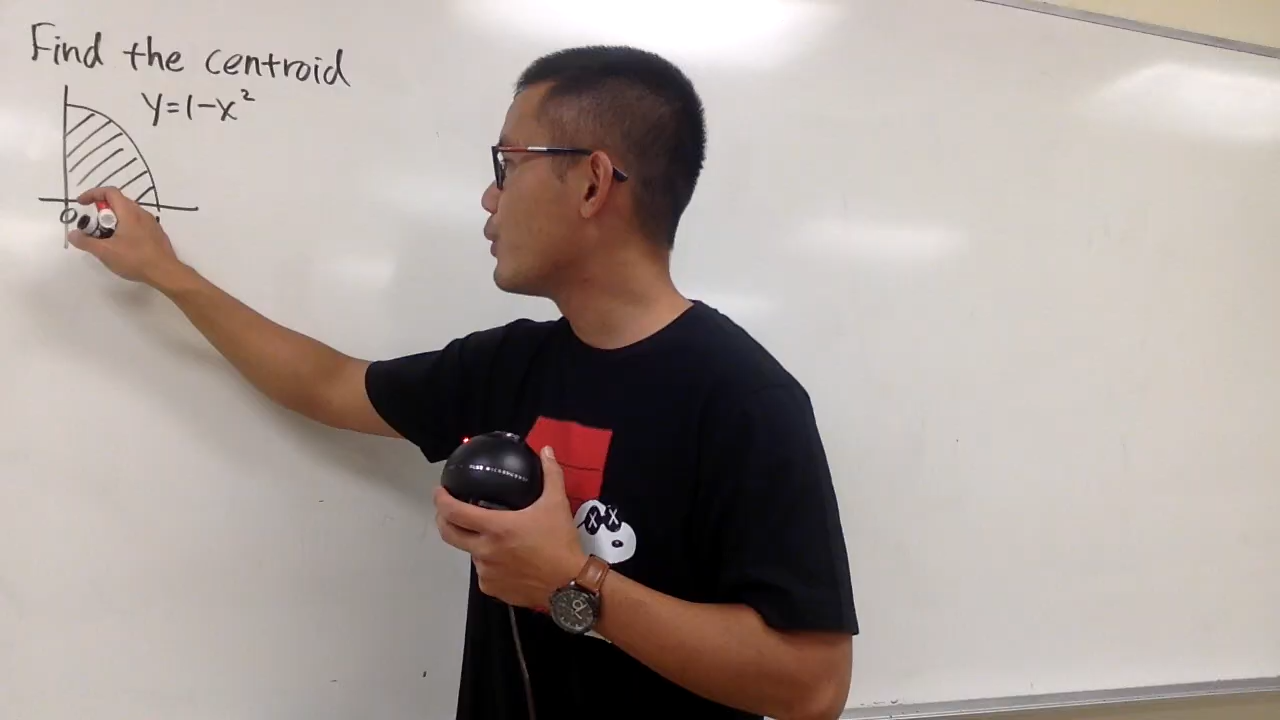 Find the centroid
y=1-x²
0